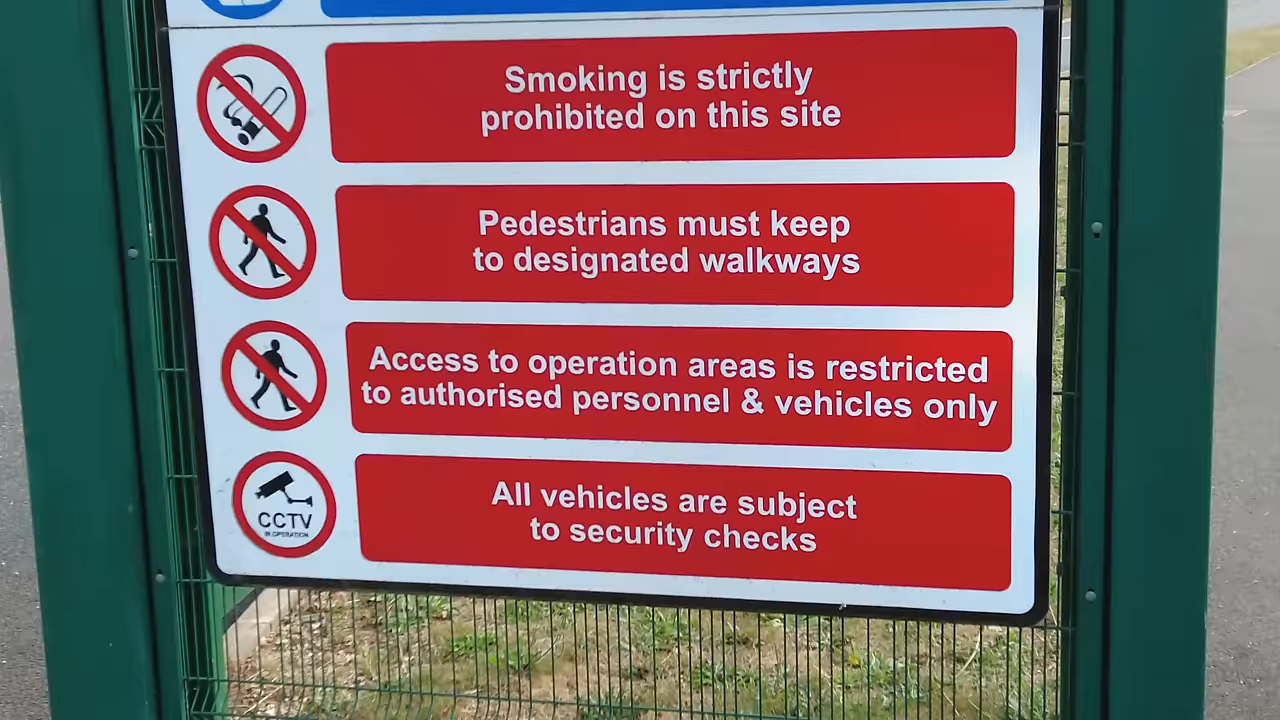 Smoking is strictly
prohibited on this site
Pedestrians must keep
to designated walkways
Access to operation areas is restricted
to authorised personnel & vehicles only
CCTV
IN OPERATION
All vehicles are subject
to security checks